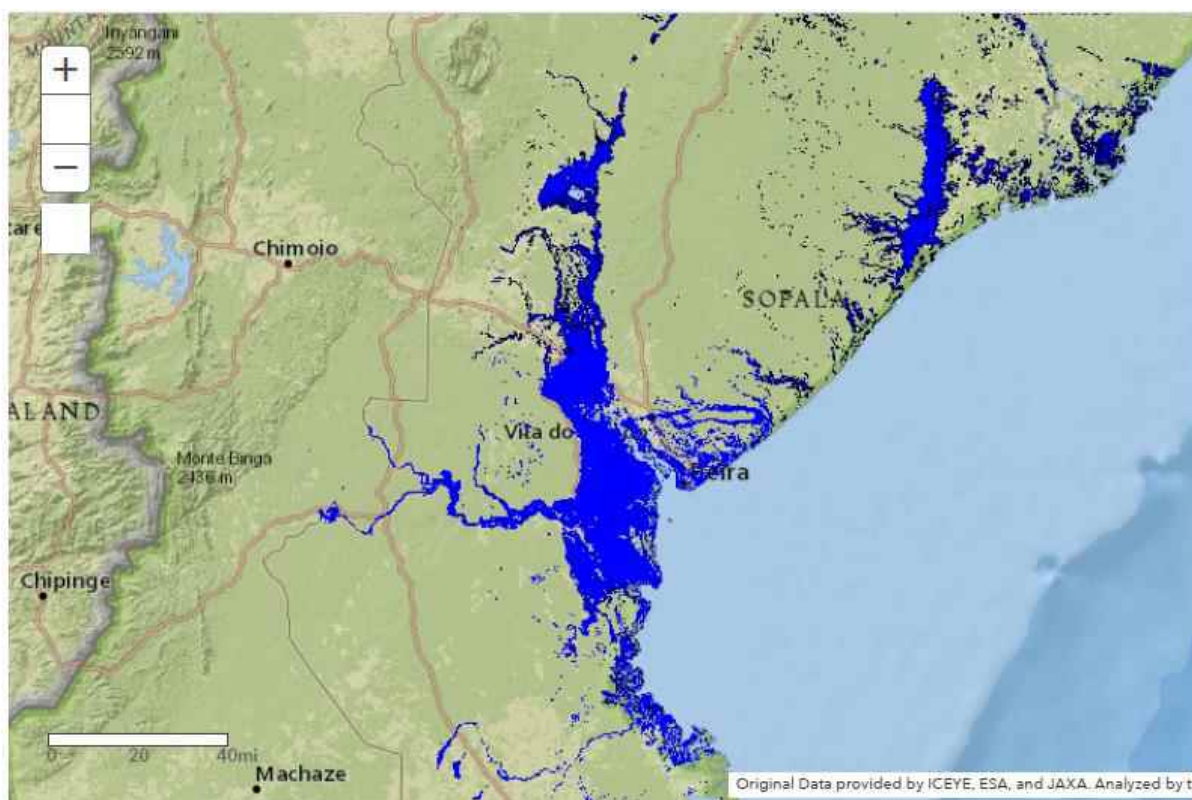 Inyangani
2592 m
+
−
Chimoio
SOFALA
ALAND
Vila do
Beira
Monte Binga
2436 m
Chipinge
0 20 40mi
Machaze
Original Data provided by ICEYE, ESA, and JAXA. Analyzed by t